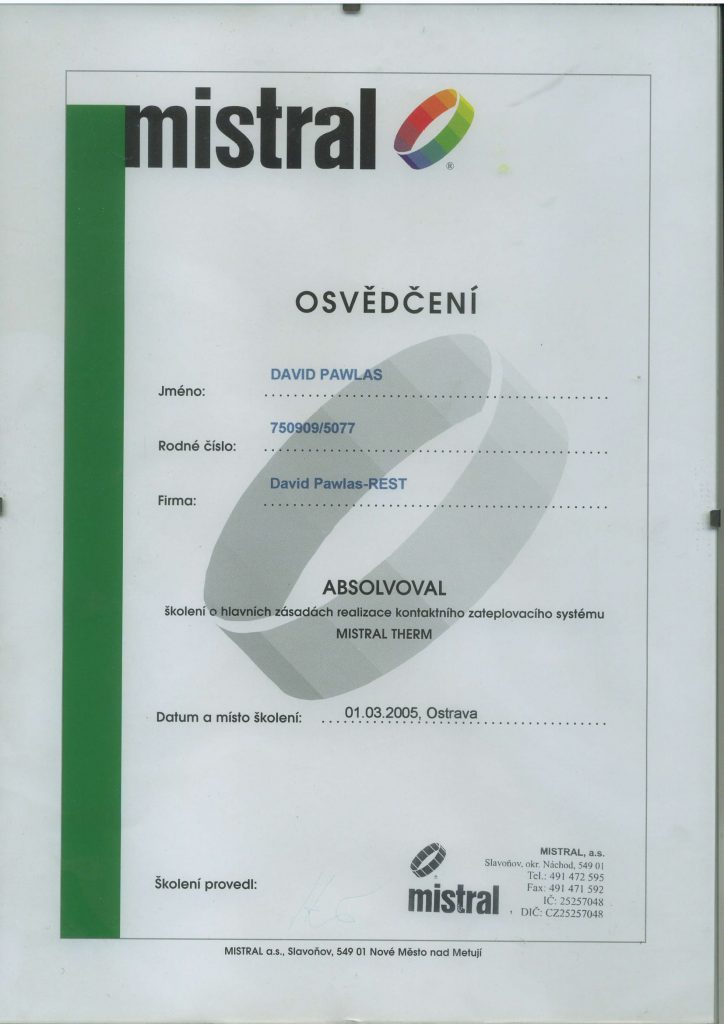 mistral
®
OSVĚDČENÍ
DAVID PAWLAS
Jméno:
750909/5077
Rodné číslo:
David Pawlas-REST
Firma:
ABSOLVOVAL
školení o hlavních zásadách realizace kontaktního zateplovacího systému
MISTRAL THERM
Datum a místo školení: 01.03.2005, Ostrava
Školení provedl:
mistral
®
MISTRAL, a.s.
Slavoňov, okr. Náchod, 549 01
Tel.: 491 472 595
Fax: 491 471 592
IČ: 25257048
DIČ: CZ25257048
MISTRAL a.s., Slavoňov, 549 01 Nové Město nad Metují